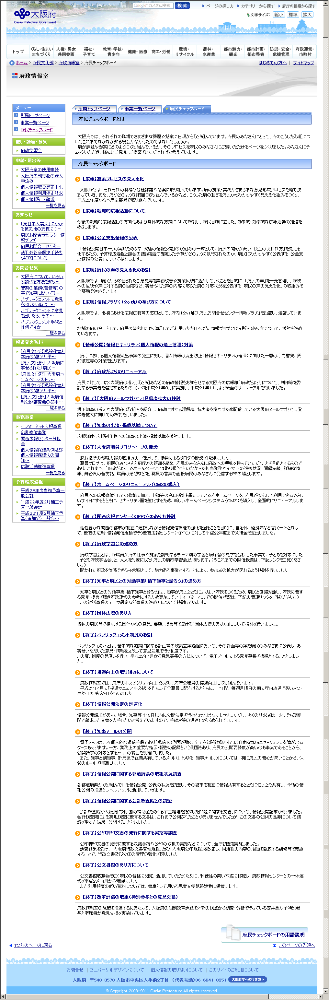 Google™ カスタム検索
検索
ページの探し方
カテゴリーから探す
府庁の組織から探す
大阪府
Osaka Prefectural Government
文字サイズ：
縮小
標準
拡大
トップ
くらし・住まい まちづくり
人権・男女 共同参画
福祉・ 子育て
教育・学校・ 青少年
健康・医療
商工・労働
環境・ リサイクル
農林・ 水産業
都市魅力・ 観光
都市計画・ 都市整備
防災・安全・ 危機管理
府政運営・ 市町村
ホーム > 府民文化部 > 府政情報室 > 府民チェックボード
はじめての方へ | サイトマップ
府政情報室
メニュー
所属トップページ
事業一覧ページ
府民チェックボード
催し・講座・募集
府政学習会
申請・届出等
大阪府章の使用申請
大阪府の刊行物の購入
申込み
個人情報取扱是正申出
個人情報利用停止請求
個人情報訂正請求
一覧を見る
お知らせ
「東日本大震災」にかか
る被災地の支援につ…
府民お問合せセンター情
報プラザ
府民お問合せセンター
裁判外紛争解決手続き
（ADR)について
お問合せ集
大阪府について、いろい
ろ調べる方法を知り…
警察の業務（苦情等）の
事で知事に聞いても…
パブリックコメントに意見
を出したい時は、…
パブリックコメントに意見
を出したら、その…
パブリックコメント手続と
は何ですか。
一覧を見る
報道発表資料
[府民文化部]私設秘書と
本府の関わり（平…
[府民文化部]　大阪府に
寄せられた「府民…
[府民文化部]　大阪府ホ
ームページのトッ…
[府民文化部]私設秘書と
本府の関わり（平…
【府民文化部】大阪府情
報公開審査会の答申…
一覧を見る
事務事業
インターネット広報事業
印刷媒体事業
関西広報センター分担
金
個人情報保護条例及び
個人情報保護法の周
知…
広聴活動推進事業
一覧を見る
予算編成過程
平成２３年度当初予算一
般会計
平成２２年度２月補正予
算一般会計
平成２２年度２月補正予
算（追加分）一般会…
所属トップページ
事業一覧ページ
府民チェックボード
府民チェックボードとは
大阪府では、それぞれの職場でさまざまな課題や懸案に日頃から取り組んでいます。府民のみなさんにとって、府のこうした取組につ
いてこれまでなかなか知る機会がなかったのではないでしょうか。
府が課題や懸案にどのように取り組んでいるか、そのプロセスを府民のみなさんにご覧いただけるページをつくりました。みなさんにチ
ェックいただき、幅広いご意見・ご提案をいただければと考えています。
府民チェックボード
【広報】施策プロセスの見える化
大阪府では、それぞれの職場で各種課題や懸案に取り組んでいます。府の施策・業務がさまざまな意思形成プロセスを経て決
まっていき、また、府がどのような課題に取り組んでいるかなど、こうした府の動きを府民にわかりやすく見える仕組みをつくり、
平成23年度から本庁全部局で取り組んでいます。
【広報】戦略的広報活動について
今後の戦略的広報活動の方向性および具体的な方策について検討し、府民目線に立った、効果的・効率的な広報活動の推進を
めざします。
【広報】公金支出情報の公表
「情報公開日本一」の実現をめざす「究極の情報公開」の取組みの一環として、府民の関心が高い「税金の使われ方」を見える
化するため、予算編成過程と議会の議論を経て確定した予算がどのように執行されたのか、府民にわかりやすく公表する「公金支
出情報の公表」について検討します。
【広聴】府民の声の見える化の検討
大阪府では、府民から寄せられたご意見等を業務改善や施策反映に活かしていくことを目的に、「府民の声」を一元管理し、府政
への反映や声に対する府の回答など、寄せられた声の内容に応じた府の対応状況を公表する「府民の声の見える化」の取組みを
全部局で進めています。
【広聴】情報プラザ（１２ヶ所）のあり方について
大阪府では、地域における広報広聴等の窓口として、府内１２ヶ所に「府民お問合せセンター情報プラザ」を設置し、運営していま
す。
地域の府の窓口として、府民の皆さまにより満足してご利用いただけるよう、情報プラザ（１２ヶ所）のあり方について、検討を進め
ていきます。
【情報公開】情報セキュリティ（個人情報の適正管理）対策
府庁における個人情報流出事案の発生に対し、個人情報の流出防止（情報セキュリティの確保）に向けた一層の庁内啓発、周
知徹底等の対策を図ります。
【終了】府政だよりのリニューアル
府民に対して、広く大阪府の考え、取り組みなどの府政情報をお知らせする大阪府の広報紙「府政だより」について、制作等を委
託する事業者を選定するためのコンペを平成２１年８月に実施し、平成２１年１１月より紙面のリニューアルを行いました。
【終了】「大阪府メールマガジン」登録者拡大の検討
橋下知事の考えや大阪府の取組みを紹介し、府政に対する理解者、協力者を増やすため配信している大阪府メールマガジン。登
録者拡大に向けての検討を行いました。
【終了】知事の出演・掲載基準について
広報媒体・広報制作物への知事の出演・掲載基準を検討します。
【終了】大阪府職員ブログページの開設
脱お役所の戦略広報の取組みの一環として、職員によるブログの開設を検討しました。
職員ブログは、府民のみなさんと府庁との距離を縮め、府民のみなさんに府政への興味を持っていただくことを目的とするもので
あり、これまで、「府政だより」やホームページでは取り扱うことのなかった担当業務やイベントの進捗状況、開催実績、詳細な情
報、舞台裏の苦労話、職員の感想などを、職員の言葉で直接府民のみなさんに発信するPRの場とします。
【終了】ホームページのリニューアル（CMSの導入）
府民への広報媒体としての機能に加え、申請等の窓口機能も果たしている府ホームページを、府民が安心して利用できるやさし
いサイトにするとともに、セキュリティ面を強化するため、新しいホームページシステム（ＣＭＳ）を導入し、全面的にリニューアルしま
す。
【終了】関西広報センター（KIPPO）のあり方検討
個性豊かな関西の都市が相互に連携しながら情報発信機能の強化を図ることを目的に、自治体、経済界など官民一体となっ
て、関西の広報・情報発信活動を行う関西広報センター(KIPPO)に対して平成22年度まで負担金を支出しました。
【終了】府政学習会の進め方
府政学習会とは、府職員が府の仕事や施策を説明するテーマ別の学習と府庁舎の見学を合わせた事業で、子どもを対象にした
「子ども府政学習会」と、大人を対象にした「府民の府政学習会」があります。（※これまでの開催概要は、下記リンクをご覧くださ
い。）
開かれた府政を体感できるPR戦略として、魅力ある事業とすることにより、参加者の拡大が図れるよう検討を行いました。
【終了】知事と府民との対話事業「橋下知事と語ろう」の進め方
知事と府民との対話事業「橋下知事と語ろう」は、知事が府民とともによりよい府政をつくるため、府民と直接対話し、府政に関す
る意見・提言を聴き府政運営の参考にするため実施しています。（※これまでの開催状況は、下記の関連リンクをご覧ください。）
この対話事業のテーマ設定など事業の進め方について検討しています。
【終了】団体広聴のあり方
複数の府民等で構成する団体からの意見、要望、提言等を受ける「団体広聴のあり方」について検討を行いました。
【終了】パブリックコメント制度の検討
パブリックコメントとは、基本的な施策に関する計画等の政策立案過程において、その計画等の案を府民のみなさまに公表し、お
寄せいただいた意見・情報を反映して意思決定を行う制度です。
この度、制度の見直しを行い、平成23年4月から意見募集の方法について、電子メールによる意見募集を標準とすることとしまし
た。
【終了】接遇向上の取り組みについて
府政情報室では、府庁のホスピタリティ向上をめざし、府庁全職員の接遇向上に取り組んでいます。
平成21年4月に「接遇マニュアル必携」を作成して全職員に配布するとともに、一年間、毎週月曜日の朝に庁内放送であいさつ・
声かけの呼びかけを行いました。
【終了】情報公開決定の迅速化
情報公開請求があった場合、知事等は15日以内に公開決定を行わなければなりません。ただし、多くの請求者は、少しでも短期
間で請求した文書を入手したいと考えていますので、手続き等の迅速化が求められています。
【終了】知事メールの公開
電子メールは元々個人的な通信手段であり「私信」の側面が強く、全てを公開対象とすれば自由なコミュニケーションに支障が出る
ケースもあります。一方、業務上の重要な指示・報告の記録という側面もあり、府民の公開要請度が高いのも事実であることから、
公開請求の対象とするメールの範囲を明確にしました。
また、知事と副知事、部局長で組織共有しているメール（いわゆる「知事メール」）については、特に府民の関心が高いことから、保
管のルールを明確にしました。
【終了】情報公開に関する都道府県の取組状況調査
各都道府県が取り組んでいる情報公開・公表の状況を調査し、その結果を相互に情報共有するとともに住民とも共有し、今後の情
報公開の推進とレベルアップに活用していきます。
【終了】情報公開に関する会計検査院との調整
「会計検査院が大阪府に対し国の補助金をめぐる不正経理を指摘した問題に関する文書」について、情報公開請求がありました。
会計検査院による実地検査に関する文書は、これまで公開されたことがありませんでしたが、この文書の公開の是非について議
論を重ねた結果、公開することとしました。
【終了】公印押印文書の発行に関する実態等調査
公印押印文書の発行に関する決裁手続や公印の取扱の実態などについて、全庁調査を実施しました。
調査結果を受け、「大阪府行政文書管理規程」及び「大阪府公印規程」を改正し、同規程の内容の周知を徹底する研修等を実施
することで、行政文書及び公印の管理の強化を図りました。
【終了】公文書館のあり方について
公文書館収蔵物を広く府民の皆様に閲覧、活用していただくために、利便性の高い本館に移転し、府政情報センターとの一体運
営を平成23年4月から開始しました。
また利用頻度の低い資料については、書庫として用いる児童文学館跡建物に保管します。
【終了】改革評価の取組（特別参与との意見交換）
府政情報室の施策を推進するにあたって、大阪府の個別改革課題を外部の視点から調査・分析を行っている安井美沙子特別参
与と室職員が意見交換を実施しています。
府民チェックボードの用語説明
1つ前のページに戻る
このページの先頭へ
お問合せ | ユニバーサルデザインについて | 個人情報の取り扱いについて | このサイトのご利用について
大阪府　〒540-8570 大阪市中央区大手前2丁目　（代表電話）06-6941-0351
大阪府庁への行き方
© Copyright 2003-2011 Osaka Prefecture,All rights reserved.